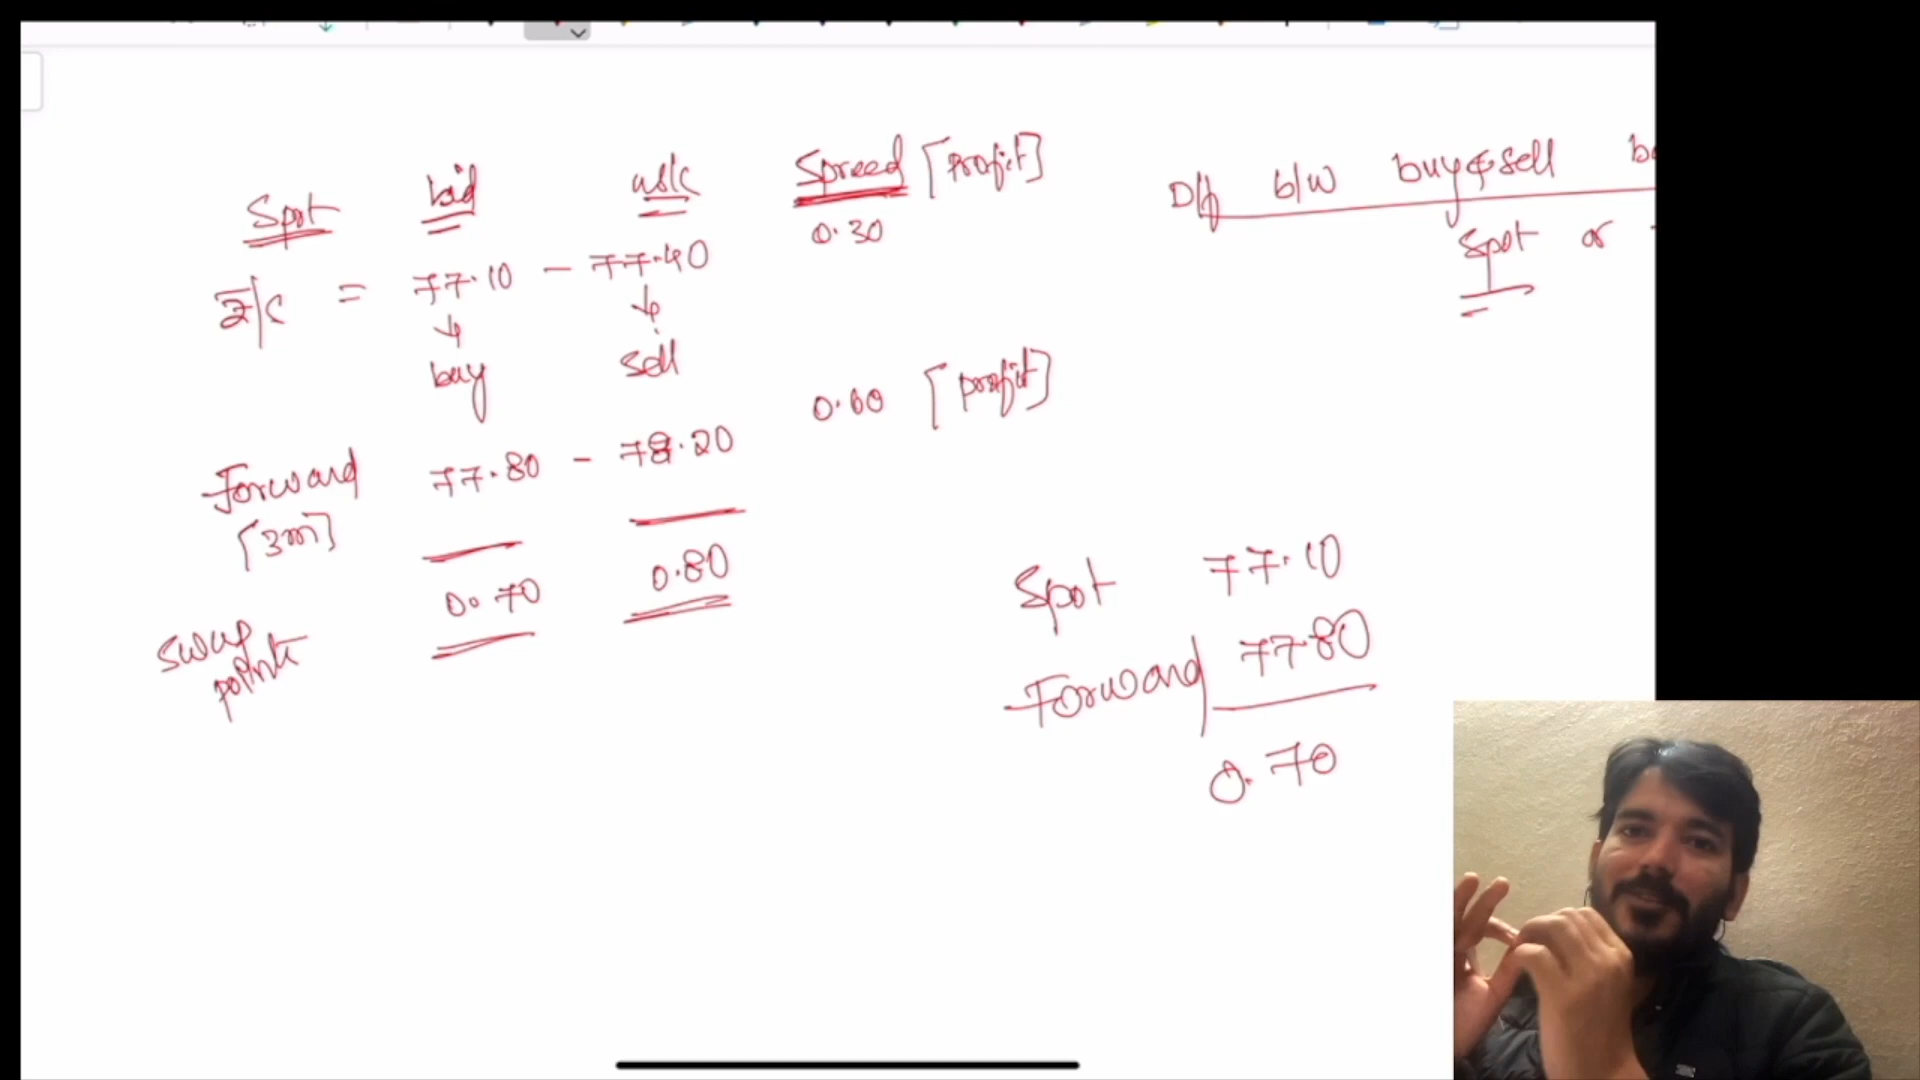 Spot bid ask Spread [Profit]
₹/$ = 77.10 - 77.40 0.30
buy sell
Forward 77.80 - 78.20 0.60 [profit]
[3m]
swap 0.70 0.80
points
D/f b/w buy & sell
Spot or
Spot 77.10
Forward 77.80
0.70